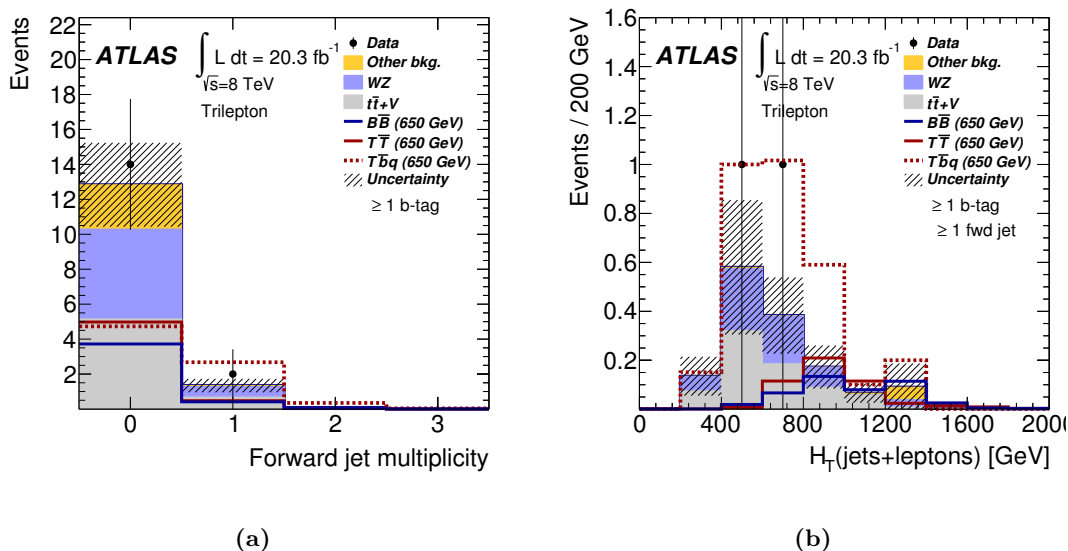 Events
22
20
18
16
14
12
10
8
6
4
2
ATLAS
∫ L dt = 20.3 fb⁻¹
√s=8 TeV
Trilepton
Data
Other bkg.
WZ
tt̄+V
BB̄ (650 GeV)
TT̄ (650 GeV)
Tb̄q (650 GeV)
Uncertainty
≥ 1 b-tag
0 1 2 3
Forward jet multiplicity
(a)
Events / 200 GeV
1.6
1.4
1.2
1
0.8
0.6
0.4
0.2
ATLAS
∫ L dt = 20.3 fb⁻¹
√s=8 TeV
Trilepton
Data
Other bkg.
WZ
tt̄+V
BB̄ (650 GeV)
TT̄ (650 GeV)
Tb̄q (650 GeV)
Uncertainty
≥ 1 b-tag
≥ 1 fwd jet
0 400 800 1200 1600 2000
H_T(jets+leptons) [GeV]
(b)